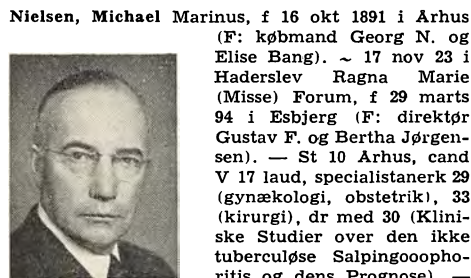 Nielsen, Michael Marinus, f 16 okt 1891 i Arhus
(F: købmand Georg N. og
Elise Bang). ~ 17 nov 23 i
Haderslev Ragna Marie
(Misse) Forum, f 29 marts
94 i Esbjerg (F: direktør
Gustav F. og Bertha Jørgen-
sen). — St 10 Arhus, cand
V 17 laud, specialistanerk 29
(gynækologi, obstetrik), 33
(kirurgi), dr med 30 (Klini-
ske Studier over den ikke
tuberculøse Salpingooopho-
ritis og dens Prognose). —